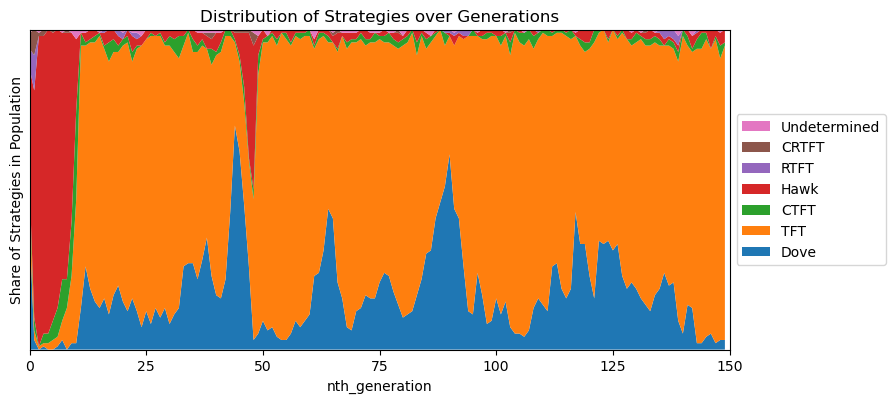 Distribution of Strategies over Generations
Share of Strategies in Population
Undetermined
CRTFT
RTFT
Hawk
CTFT
TFT
Dove
0 25 50 75 100 125 150
nth_generation